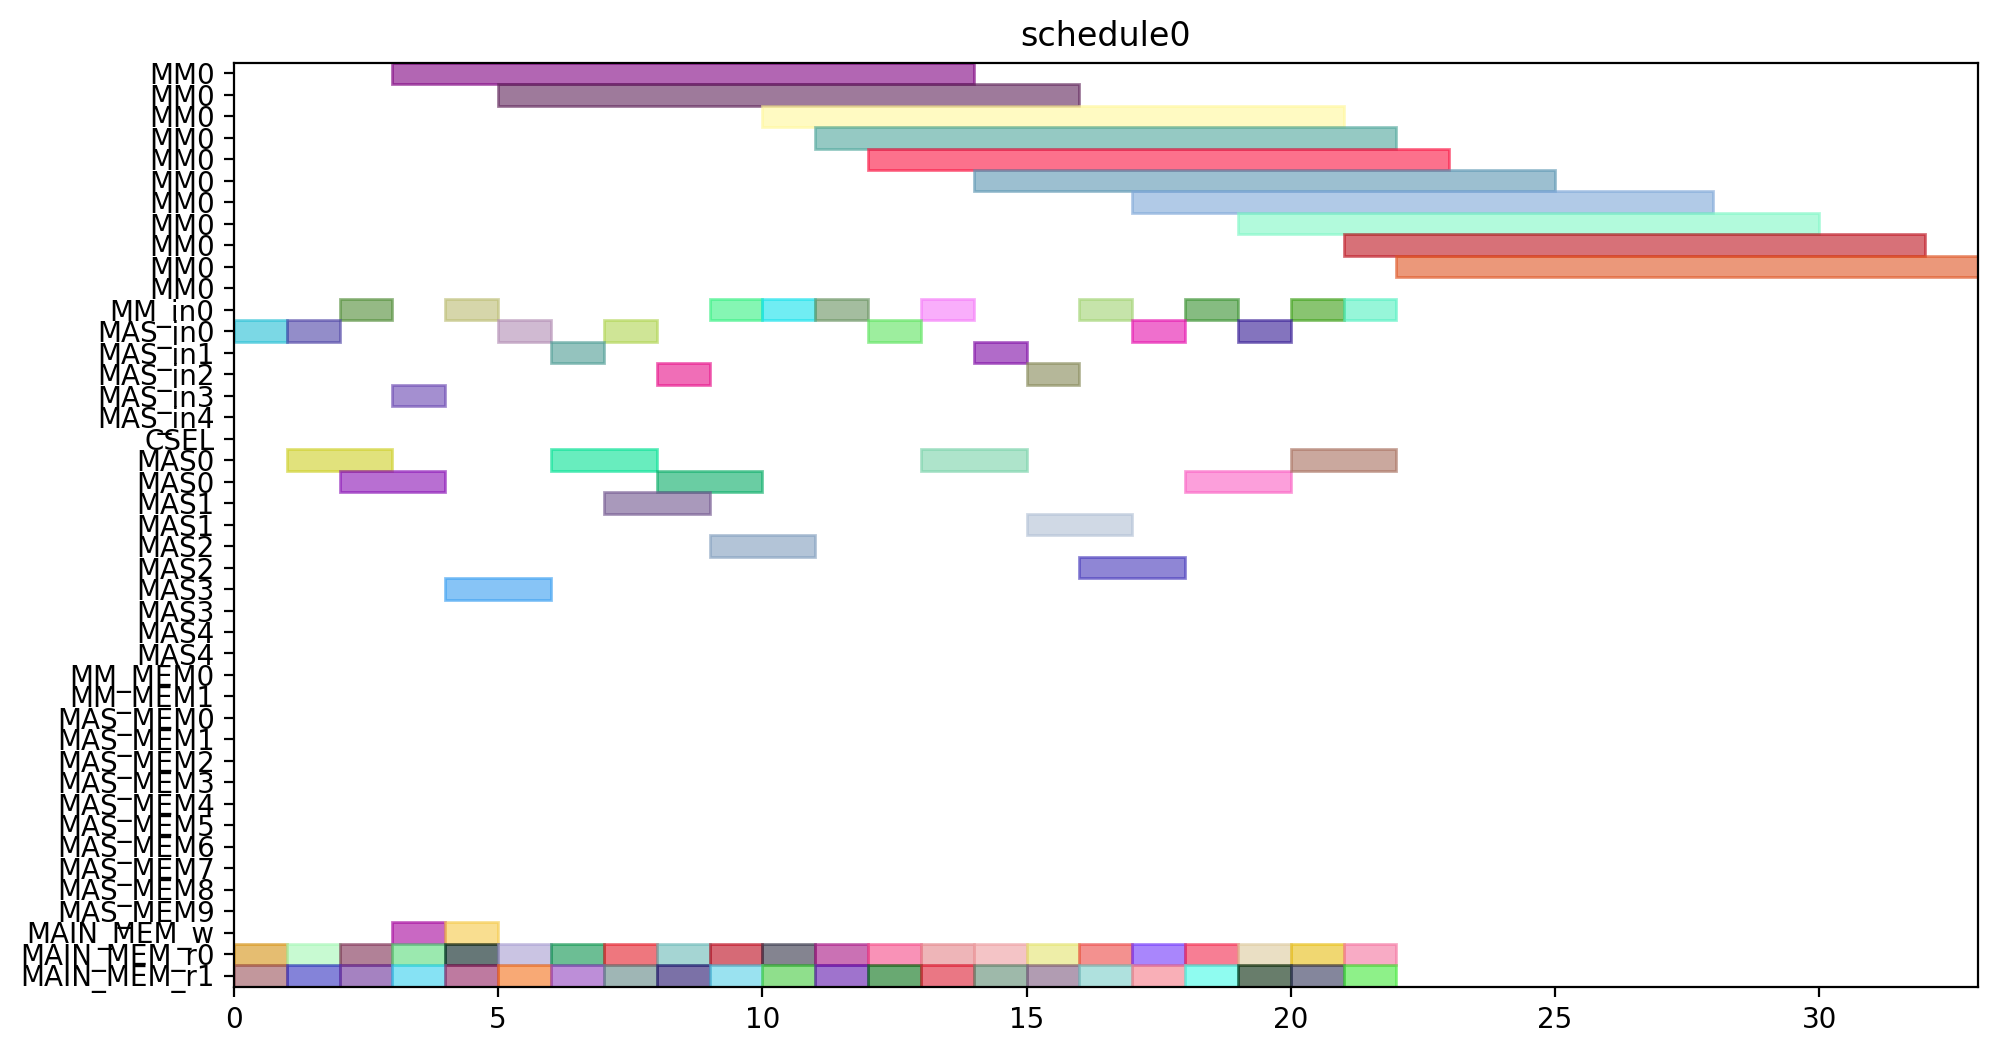 schedule0
MM0
MM0
MM0
MM0
MM0
MM0
MM0
MM0
MM0
MM0
MM0
MM_in0
MAS_in0
MAS_in1
MAS_in2
MAS_in3
MAS_in4
CSEL
MAS0
MAS0
MAS1
MAS1
MAS2
MAS2
MAS3
MAS3
MAS4
MAS4
MM_MEM0
MM_MEM1
MAS_MEM0
MAS_MEM1
MAS_MEM2
MAS_MEM3
MAS_MEM4
MAS_MEM5
MAS_MEM6
MAS_MEM7
MAS_MEM8
MAS_MEM9
MAIN_MEM_w
MAIN_MEM_r0
MAIN_MEM_r1
0 5 10 15 20 25 30